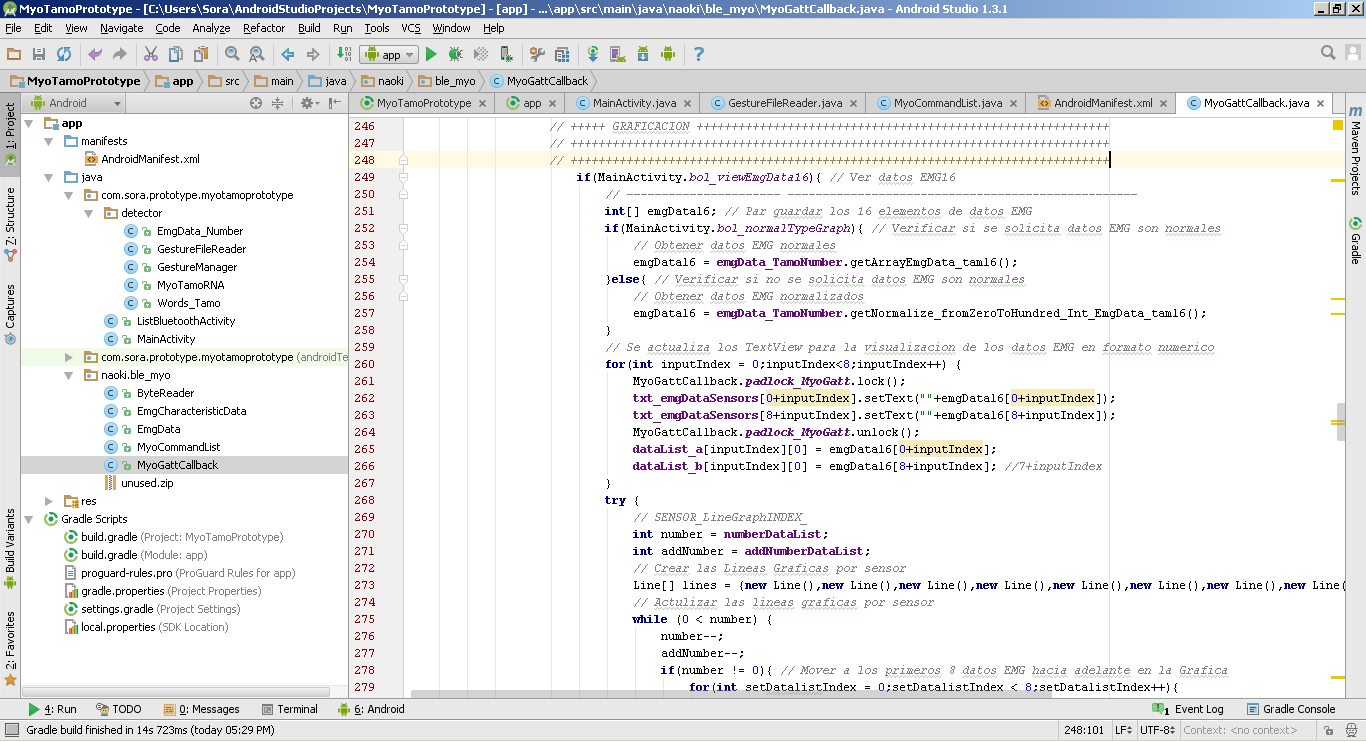 MyoTamoPrototype - [C:\Users\Sora\AndroidStudioProjects\MyoTamoPrototype] - [app] - ...\app\src\main\java\naoki\ble_myo\MyoGattCallback.java - Android Studio 1.3.1
File Edit View Navigate Code Analyze Refactor Build Run Tools VCS Window Help
app
MyoTamoPrototype app src main java naoki ble_myo MyoGattCallback
Android
MyoTamoPrototype app MainActivity.java GestureFileReader.java MyoCommandList.java AndroidManifest.xml MyoGattCallback.java
1: Project
Z: Structure
Captures
Build Variants
2: Favorites
app
manifests
AndroidManifest.xml
java
com.sora.prototype.myotamoprototype
detector
EmgData_Number
GestureFileReader
GestureManager
MyoTamoRNA
Words_Tamo
ListBluetoothActivity
MainActivity
com.sora.prototype.myotamoprototype (androidTe
naoki.ble_myo
ByteReader
EmgCharacteristicData
EmgData
MyoCommandList
MyoGattCallback
unused.zip
res
Gradle Scripts
build.gradle (Project: MyoTamoPrototype)
build.gradle (Module: app)
proguard-rules.pro (ProGuard Rules for app)
gradle.properties (Project Properties)
settings.gradle (Project Settings)
local.properties (SDK Location)
246 // +++++ GRAFICACION ++++++++++++++++++++++++++++++++++++++++++++++++++++++++++
247 // ++++++++++++++++++++++++++++++++++++++++++++++++++++++++++++++++++++++++++++
248 // ++++++++++++++++++++++++++++++++++++++++++++++++++++++++++++++++++++++++++++
249 if(MainActivity.bol_viewEmgData16){ // Ver datos EMG16
250 // ---------------------- --------------------------------------------------
251 int[] emgData16; // Par guardar los 16 elementos de datos EMG
252 if(MainActivity.bol_normalTypeGraph){ // Verificar si se solicita datos EMG son normales
253 // Obtener datos EMG normales
254 emgData16 = emgData_TamoNumber.getArrayEmgData_tam16();
255 }else{ // Verificar si no se solicita datos EMG son normales
256 // Obtener datos EMG normalizados
257 emgData16 = emgData_TamoNumber.getNormalize_fromZeroToHundred_Int_EmgData_tam16();
258 }
259 // Se actualiza los TextView para la visualizacion de los datos EMG en formato numerico
260 for(int inputIndex = 0;inputIndex<8;inputIndex++) {
261 MyoGattCallback.padlock_MyoGatt.lock();
262 txt_emgDataSensors[0+inputIndex].setText(""+emgData16[0+inputIndex]);
263 txt_emgDataSensors[8+inputIndex].setText(""+emgData16[8+inputIndex]);
264 MyoGattCallback.padlock_MyoGatt.unlock();
265 dataList_a[inputIndex][0] = emgData16[0+inputIndex];
266 dataList_b[inputIndex][0] = emgData16[8+inputIndex]; //7+inputIndex
267 }
268 try {
269 // SENSOR_LineGraphINDEX_
270 int number = numberDataList;
271 int addNumber = addNumberDataList;
272 // Crear las Lineas Graficas por sensor
273 Line[] lines = {new Line(),new Line(),new Line(),new Line(),new Line(),new Line(),new Line(),new Line(
274 // Actulizar las lineas graficas por sensor
275 while (0 < number) {
276 number--;
277 addNumber--;
278 if(number != 0){ // Mover a los primeros 8 datos EMG hacia adelante en la Grafica
279 for(int setDatalistIndex = 0;setDatalistIndex < 8;setDatalistIndex++){
m
Maven Projects
Gradle
4: Run TODO 0: Messages Terminal 6: Android 1 Event Log Gradle Console
Gradle build finished in 14s 723ms (today 05:29 PM) 248:101 LF UTF-8 Context: <no context>